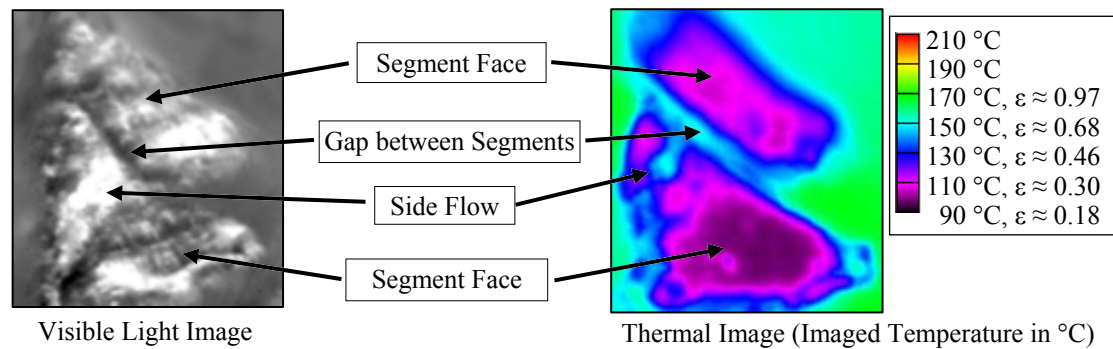 Segment Face
Gap between Segments
Side Flow
Segment Face
210 °C
190 °C
170 °C, ε ≈ 0.97
150 °C, ε ≈ 0.68
130 °C, ε ≈ 0.46
110 °C, ε ≈ 0.30
90 °C, ε ≈ 0.18
Visible Light Image
Thermal Image (Imaged Temperature in °C)